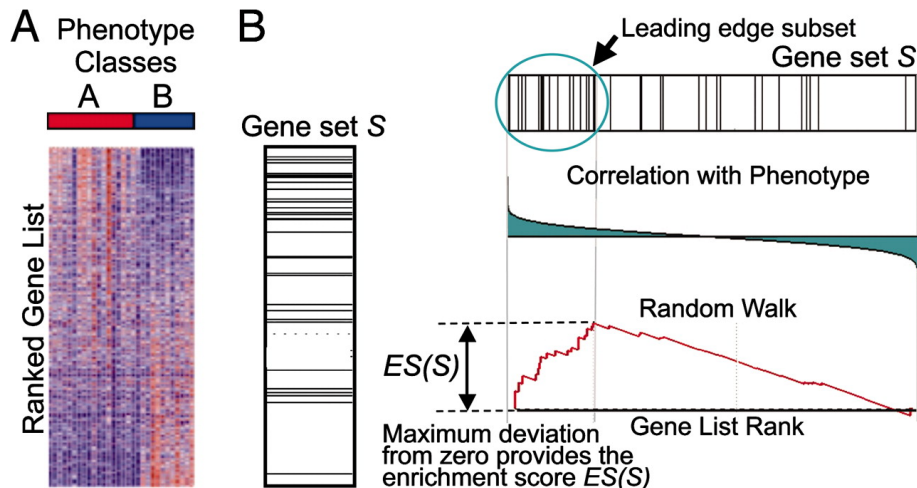 A
Phenotype
Classes
A B
Ranked Gene List
B
Gene set S
Leading edge subset
Gene set S
Correlation with Phenotype
Random Walk
ES(S)
Gene List Rank
Maximum deviation
from zero provides the
enrichment score ES(S)